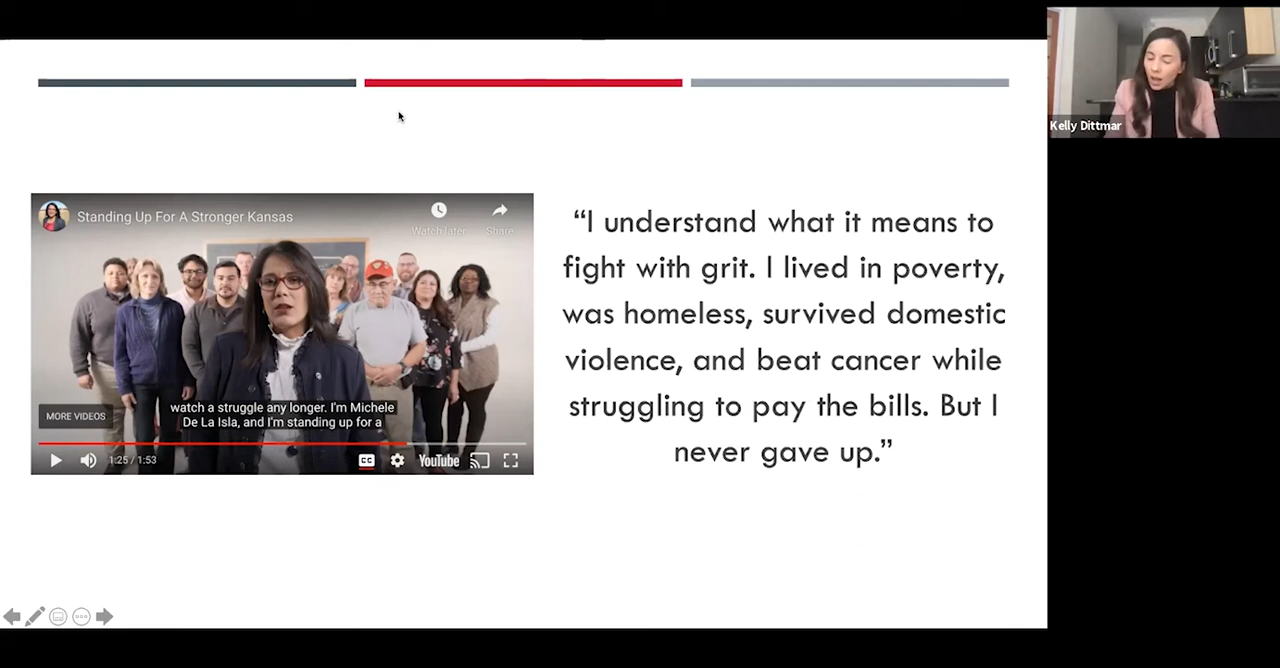 Kelly Dittmar
Standing Up For A Stronger Kansas
Watch later
Share
watch a struggle any longer. I'm Michele
De La Isla, and I'm standing up for a
MORE VIDEOS
1:25 / 1:53
CC
YouTube
“I understand what it means to
fight with grit. I lived in poverty,
was homeless, survived domestic
violence, and beat cancer while
struggling to pay the bills. But I
never gave up.”